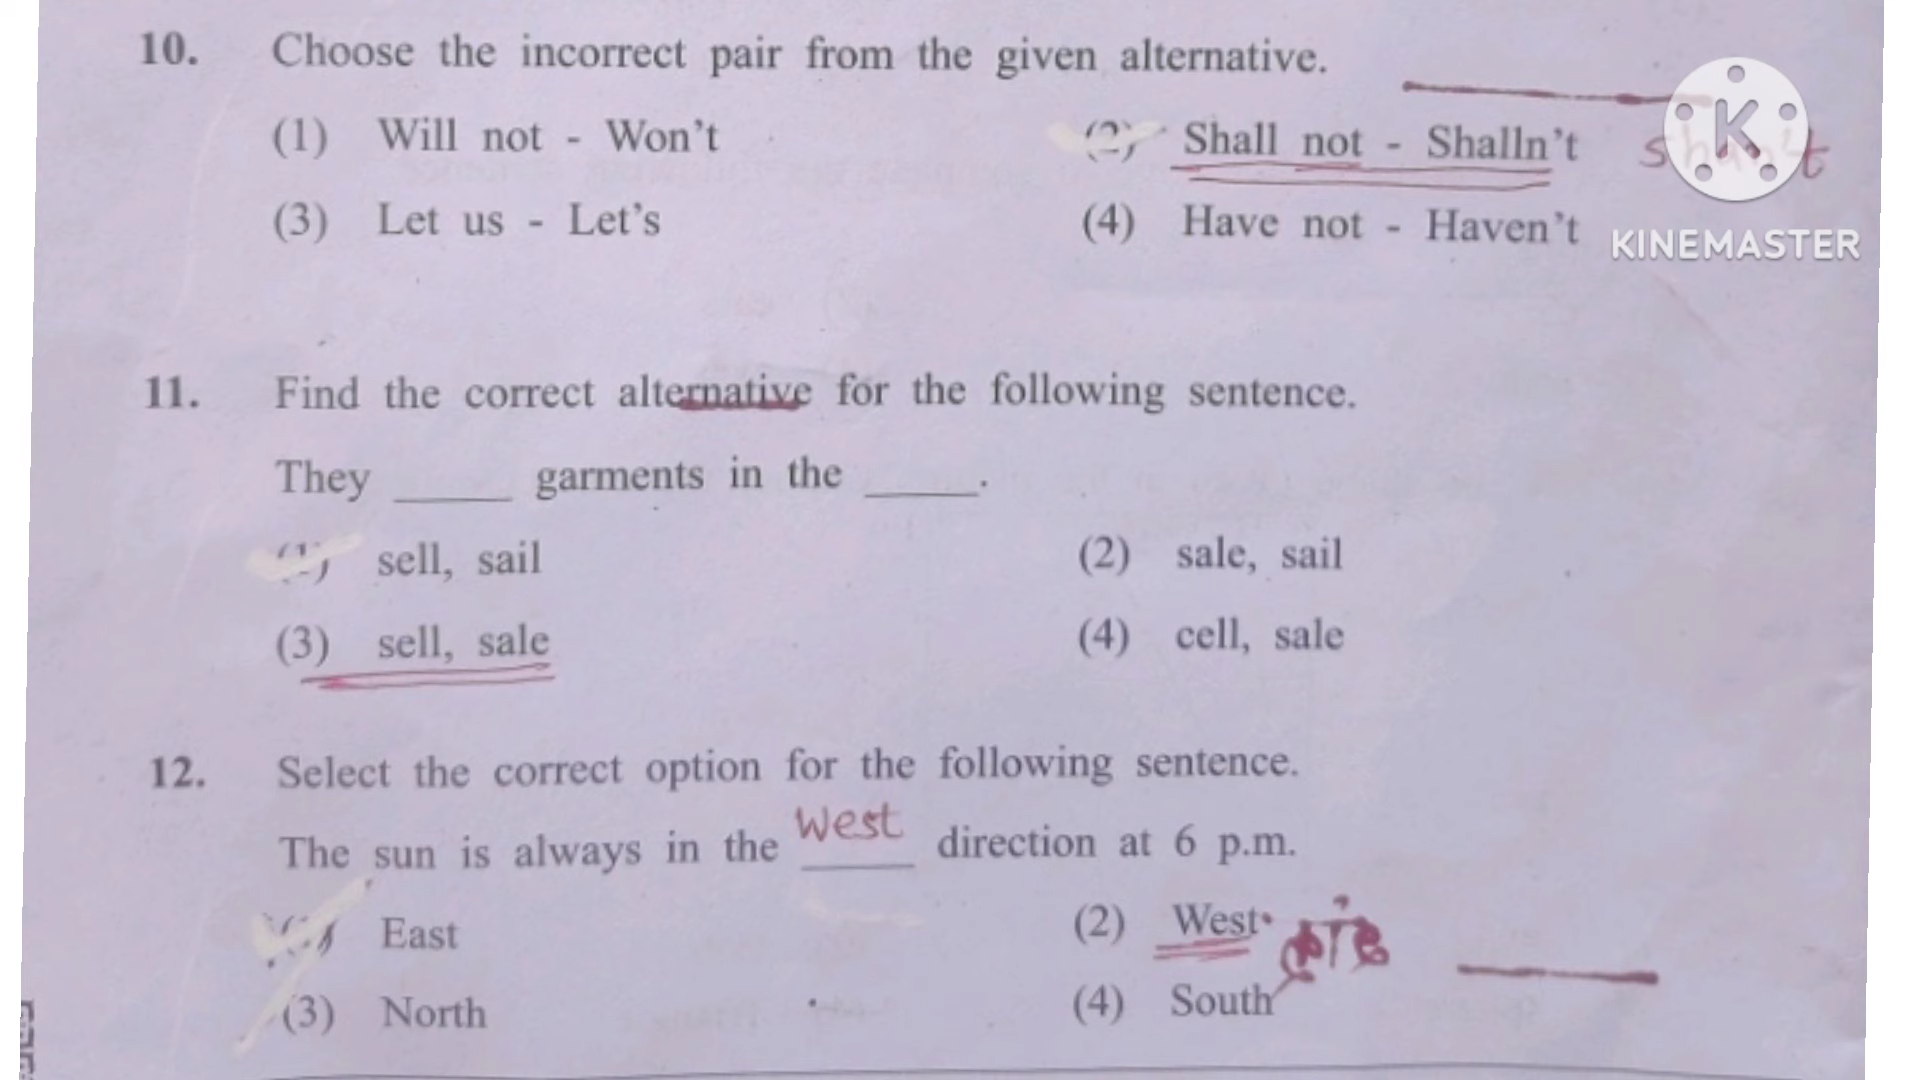 10. Choose the incorrect pair from the given alternative.
(1) Will not - Won't (2) Shall not - Shalln't shan't
(3) Let us - Let's (4) Have not - Haven't
KINEMASTER
11. Find the correct alternative for the following sentence.
They _____ garments in the _____.
(1) sell, sail (2) sale, sail
(3) sell, sale (4) cell, sale
12. Select the correct option for the following sentence.
The sun is always in the West direction at 6 p.m.
East (2) West
(3) North (4) South